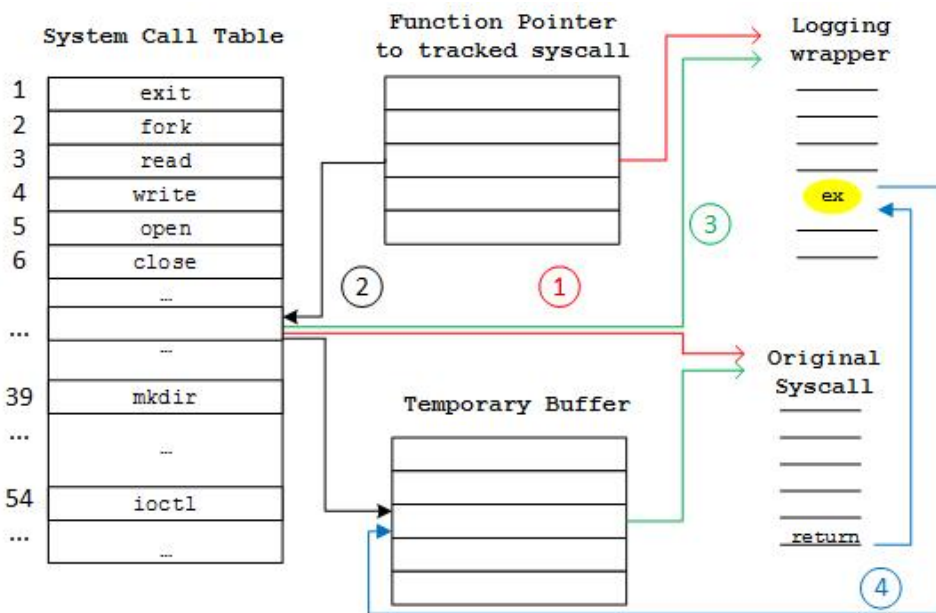 System Call Table
1 exit
2 fork
3 read
4 write
5 open
6 close
…
...
…
39 mkdir
...
…
54 ioctl
...
…
Function Pointer
to tracked syscall
Logging
wrapper
ex
3
2
1
Original
Syscall
return
Temporary Buffer
4